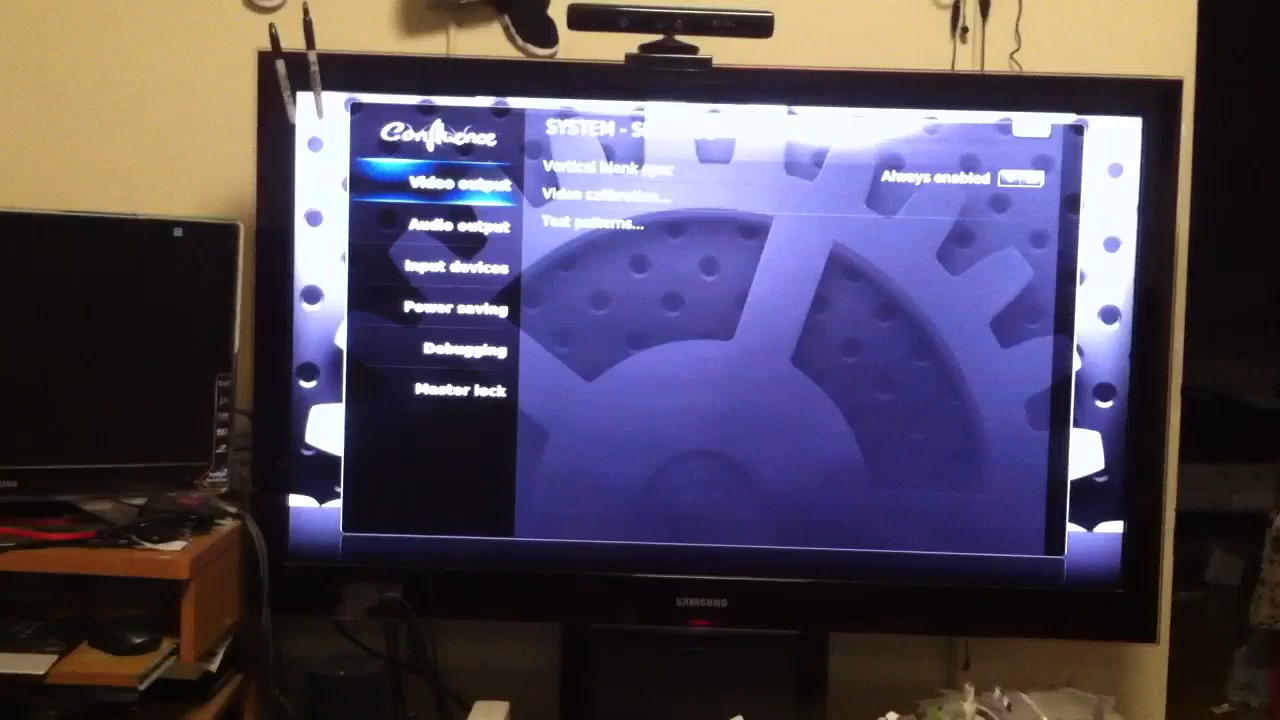 Confluence
SYSTEM -
Video output
Audio output
Input devices
Power saving
Debugging
Master lock
Vertical blank sync
Always enabled
Video calibration...
Test patterns...
SAMSUNG